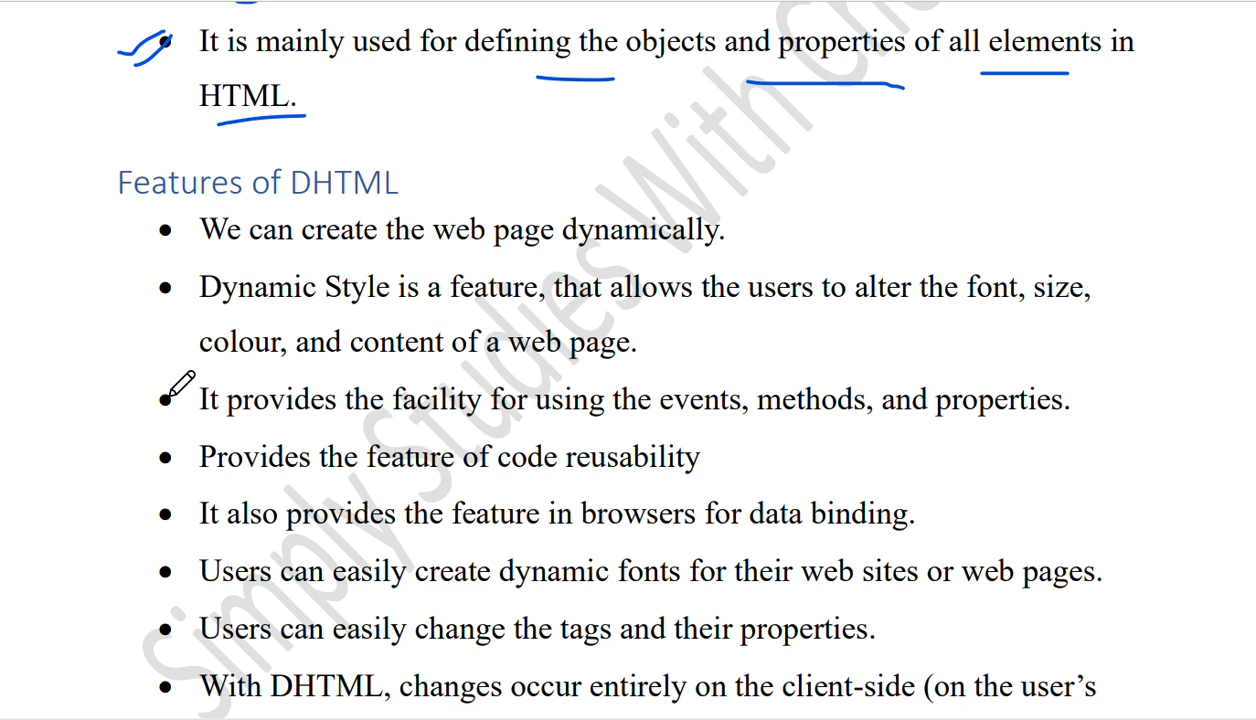 It is mainly used for defining the objects and properties of all elements in
HTML.
Features of DHTML
• We can create the web page dynamically.
• Dynamic Style is a feature, that allows the users to alter the font, size,
colour, and content of a web page.
• It provides the facility for using the events, methods, and properties.
• Provides the feature of code reusability
• It also provides the feature in browsers for data binding.
• Users can easily create dynamic fonts for their web sites or web pages.
• Users can easily change the tags and their properties.
• With DHTML, changes occur entirely on the client-side (on the user’s
Simply Studies With